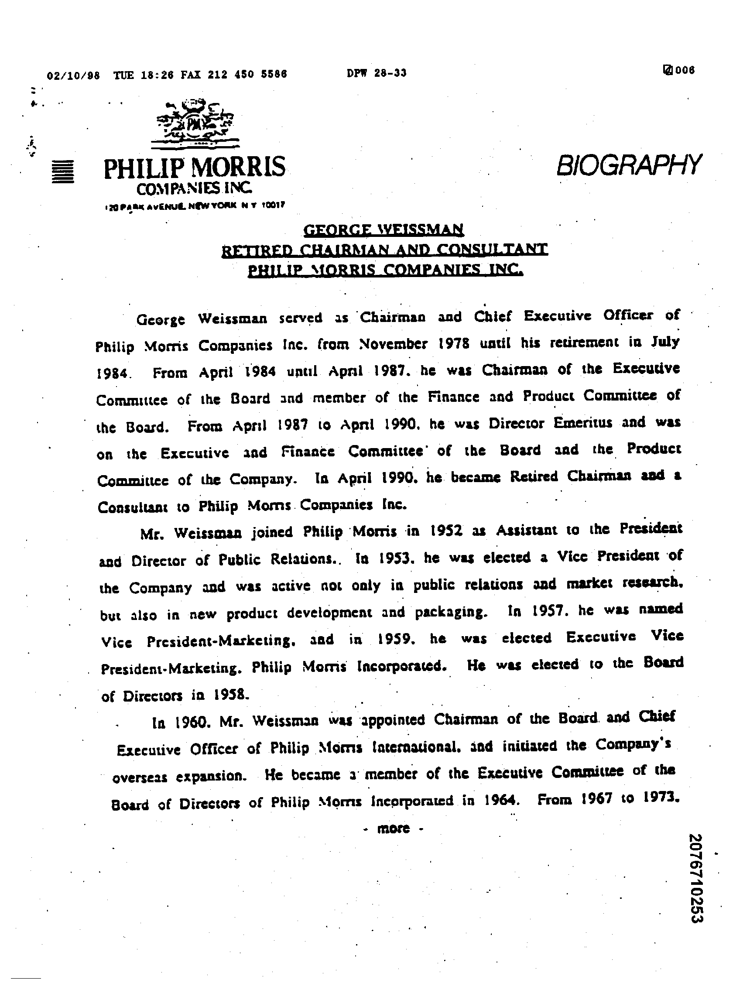 02/10/98 TUE 18:26 FAX 212 450 5586 DPW 28-33 006
PM
PHILIP MORRIS
COMPANIES INC.
120 PARK AVENUE, NEW YORK N Y 10017
BIOGRAPHY
GEORGE WEISSMAN
RETIRED CHAIRMAN AND CONSULTANT
PHILIP MORRIS COMPANIES INC.
George Weissman served as Chairman and Chief Executive Officer of
Philip Morris Companies Inc. from November 1978 until his retirement in July
1984. From April 1984 until April 1987, he was Chairman of the Executive
Committee of the Board and member of the Finance and Product Committee of
the Board. From April 1987 to April 1990, he was Director Emeritus and was
on the Executive and Finance Committee of the Board and the Product
Committee of the Company. In April 1990, he became Retired Chairman and a
Consultant to Philip Morris Companies Inc.
Mr. Weissman joined Philip Morris in 1952 as Assistant to the President
and Director of Public Relations. In 1953, he was elected a Vice President of
the Company and was active not only in public relations and market research,
but also in new product development and packaging. In 1957, he was named
Vice President-Marketing, and in 1959, he was elected Executive Vice
President-Marketing, Philip Morris Incorporated. He was elected to the Board
of Directors in 1958.
In 1960, Mr. Weissman was appointed Chairman of the Board and Chief
Executive Officer of Philip Morris International, and initiated the Company's
overseas expansion. He became a member of the Executive Committee of the
Board of Directors of Philip Morris Incorporated in 1964. From 1967 to 1973,
- more -
2076710253